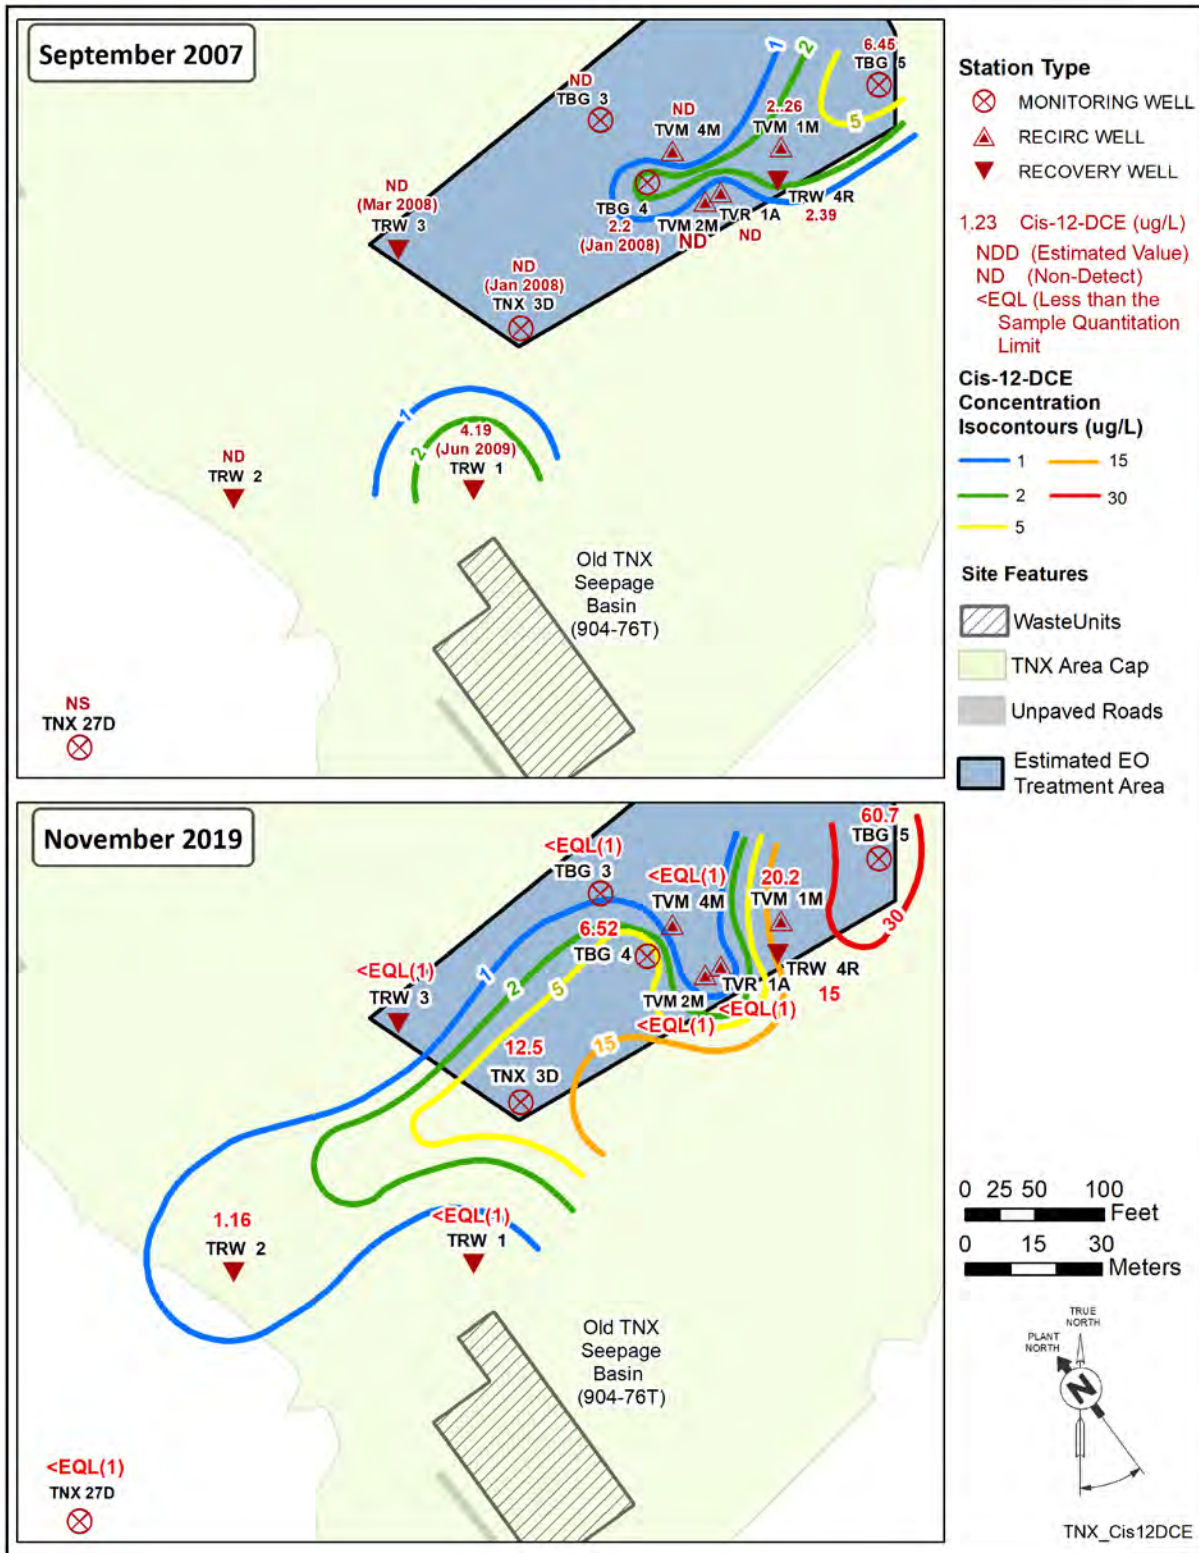 September 2007
6.45
TBG 5
1
2
5
ND
TBG 3
ND
TVM 4M
2..26
TVM 1M
ND
(Mar 2008)
TRW 3
TBG 4
2.2
(Jan 2008)
TVM 2M
ND
TVR 1A
ND
TRW 4R
2.39
ND
(Jan 2008)
TNX 3D
1
2
4.19
(Jun 2009)
TRW 1
ND
TRW 2
Old TNX
Seepage
Basin
(904-76T)
NS
TNX 27D
Station Type
MONITORING WELL
RECIRC WELL
RECOVERY WELL
1.23 Cis-12-DCE (ug/L)
NDD (Estimated Value)
ND (Non-Detect)
<EQL (Less than the
Sample Quantitation
Limit
Cis-12-DCE
Concentration
Isocontours (ug/L)
1 15
2 30
5
Site Features
WasteUnits
TNX Area Cap
Unpaved Roads
Estimated EO
Treatment Area
November 2019
60.7
TBG 5
<EQL(1)
TBG 3
<EQL(1)
TVM 4M
20.2
TVM 1M
30
6.52
TBG 4
1
2
5
<EQL(1)
TRW 3
TVM 2M
<EQL(1)
TVR 1A
<EQL(1)
TRW 4R
15
15
12.5
TNX 3D
1.16
TRW 2
<EQL(1)
TRW 1
Old TNX
Seepage
Basin
(904-76T)
<EQL(1)
TNX 27D
0 25 50 100
Feet
0 15 30
Meters
TRUE
NORTH
PLANT
NORTH
N
TNX_Cis12DCE